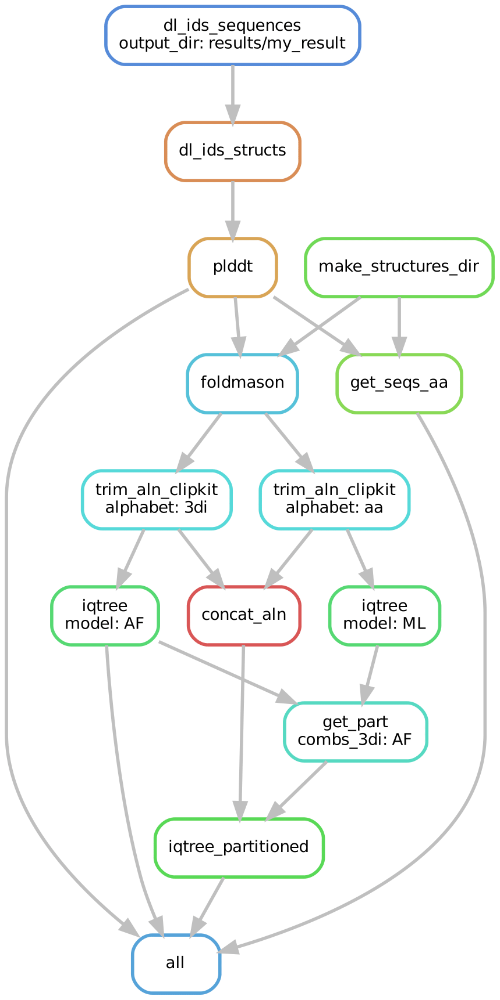 dl_ids_sequences
output_dir: results/my_result
dl_ids_structs
plddt
make_structures_dir
foldmason
get_seqs_aa
trim_aln_clipkit
alphabet: 3di
trim_aln_clipkit
alphabet: aa
iqtree
model: AF
concat_aln
iqtree
model: ML
get_part
combs_3di: AF
iqtree_partitioned
all